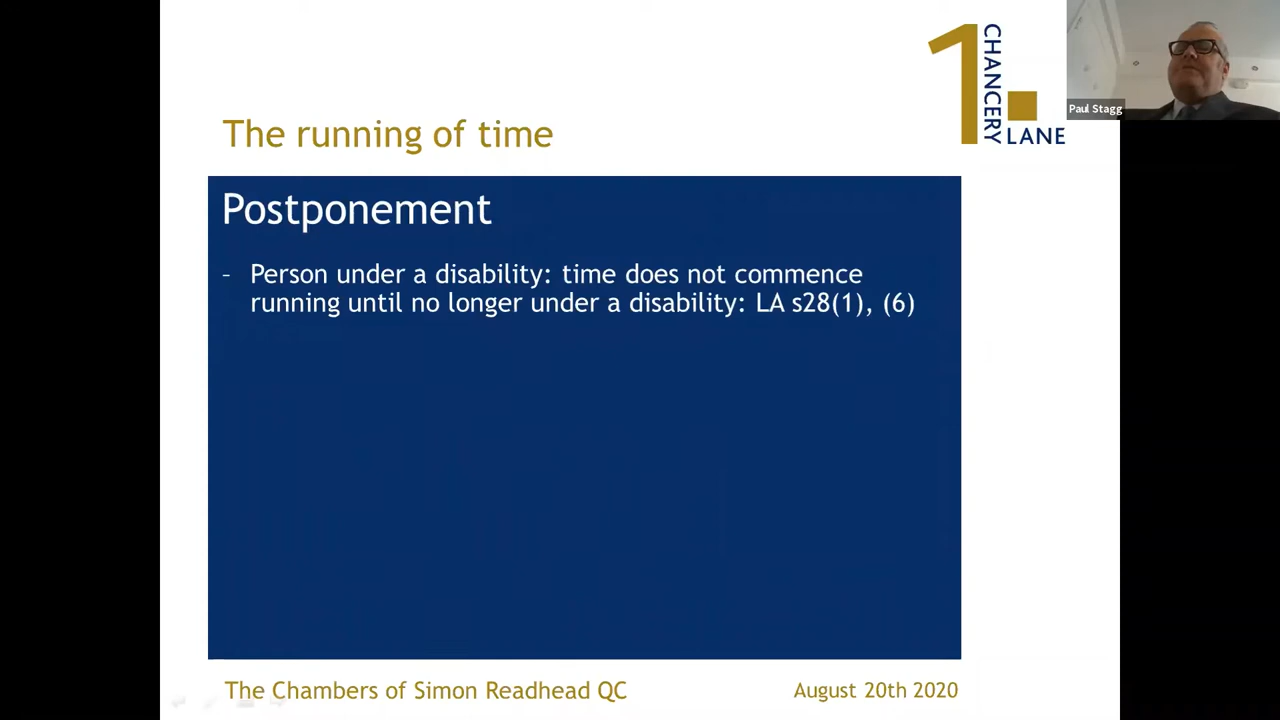 1 CHANCERY LANE
Paul Stagg
The running of time
Postponement
- Person under a disability: time does not commence
running until no longer under a disability: LA s28(1), (6)
The Chambers of Simon Readhead QC
August 20th 2020